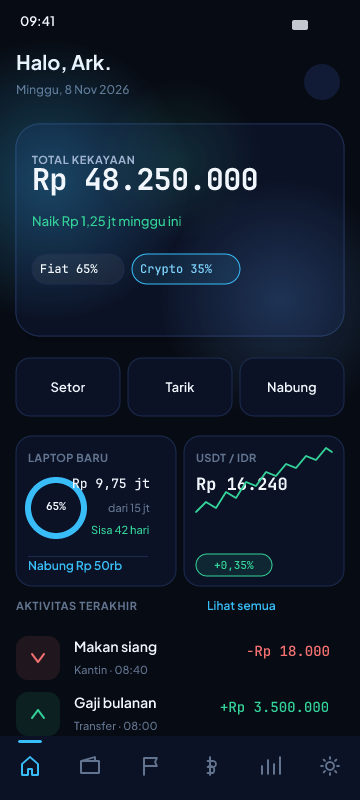 09:41
Halo, Ark.
Minggu, 8 Nov 2026
TOTAL KEKAYAAN
Rp 48.250.000
Naik Rp 1,25 jt minggu ini
Fiat 65%
Crypto 35%
Setor
Tarik
Nabung
LAPTOP BARU
Rp 9,75 jt
65%
dari 15 jt
Sisa 42 hari
Nabung Rp 50rb
USDT / IDR
Rp 16.240
+0,35%
AKTIVITAS TERAKHIR
Lihat semua
Makan siang
-Rp 18.000
Kantin · 08:40
Gaji bulanan
+Rp 3.500.000
Transfer · 08:00